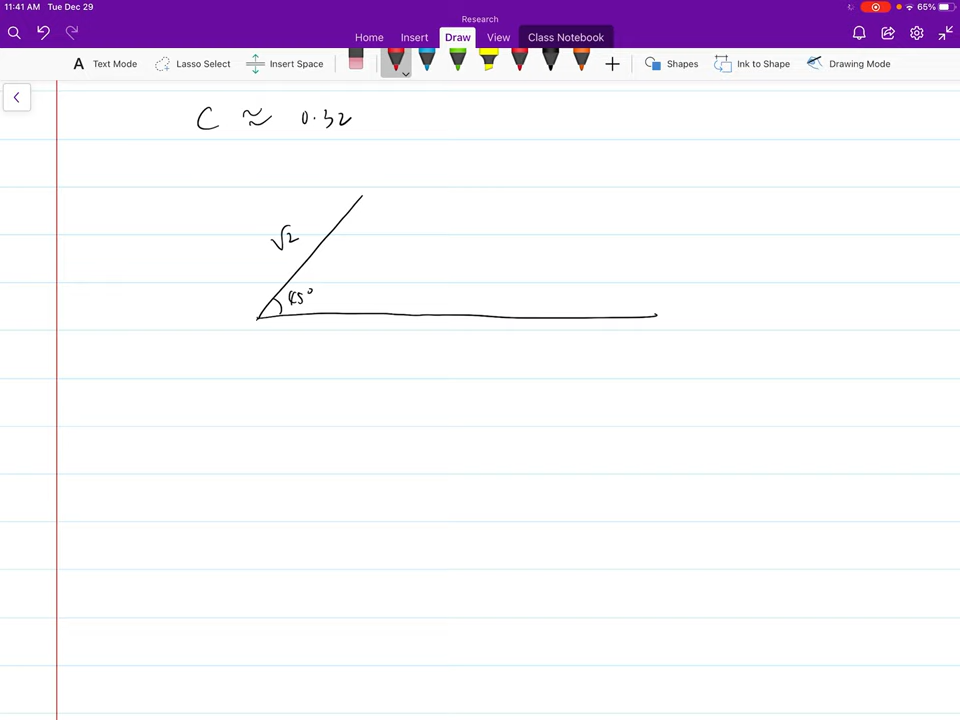 11:41 AM Tue Dec 29
65%
Research
Home Insert Draw View Class Notebook
Text Mode Lasso Select Insert Space Shapes Ink to Shape Drawing Mode
C ≈ 0.32
√2
45°